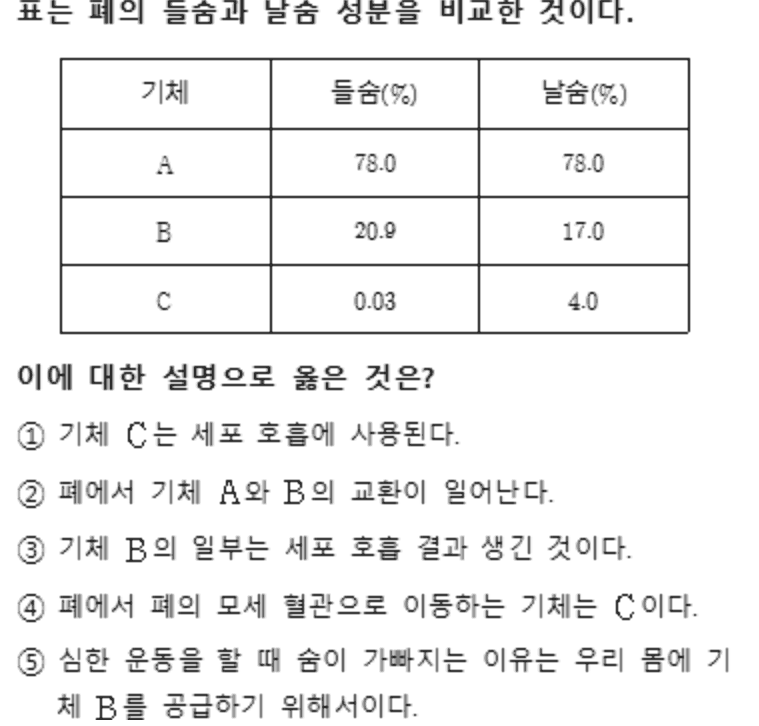 표는 폐의 들숨과 날숨 성분을 비교한 것이다.
기체 들숨(%) 날숨(%)
A 78.0 78.0
B 20.9 17.0
C 0.03 4.0
이에 대한 설명으로 옳은 것은?
① 기체 C는 세포 호흡에 사용된다.
② 폐에서 기체 A와 B의 교환이 일어난다.
③ 기체 B의 일부는 세포 호흡 결과 생긴 것이다.
④ 폐에서 폐의 모세 혈관으로 이동하는 기체는 C이다.
⑤ 심한 운동을 할 때 숨이 가빠지는 이유는 우리 몸에 기
체 B를 공급하기 위해서이다.